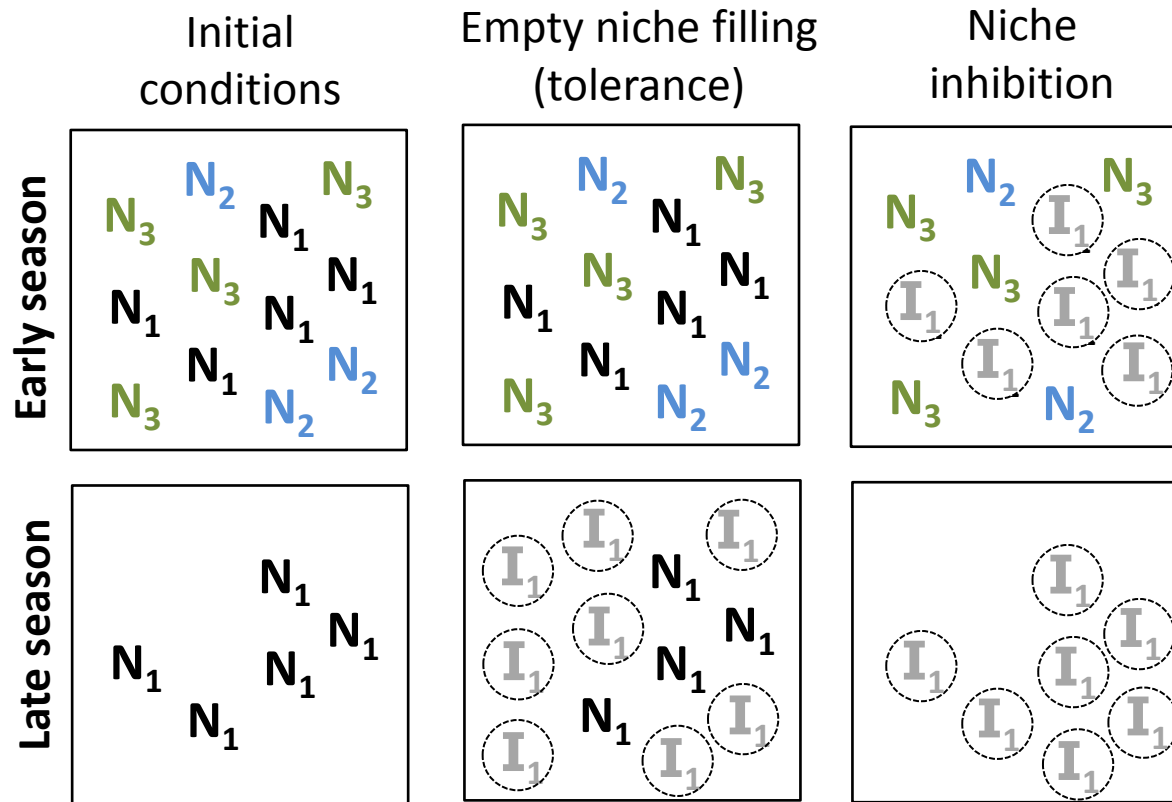 Initial
conditions
Empty niche filling
(tolerance)
Niche
inhibition
Early season
N₂ N₃
N₃ N₁
N₃ N₁
N₁ N₁
N₁ N₂
N₃ N₂
N₂ N₃
N₃ N₁
N₃ N₁
N₁ N₁
N₁ N₂
N₃ N₂
N₂ N₃
N₃ I₁
N₃ I₁
I₁ I₁
I₁ I₁
N₃ N₂
Late season
N₁
N₁
N₁ N₁
N₁
I₁ I₁
I₁ N₁
I₁ N₁
I₁ N₁
N₁ I₁
I₁ I₁
I₁
I₁
I₁ I₁
I₁ I₁
I₁